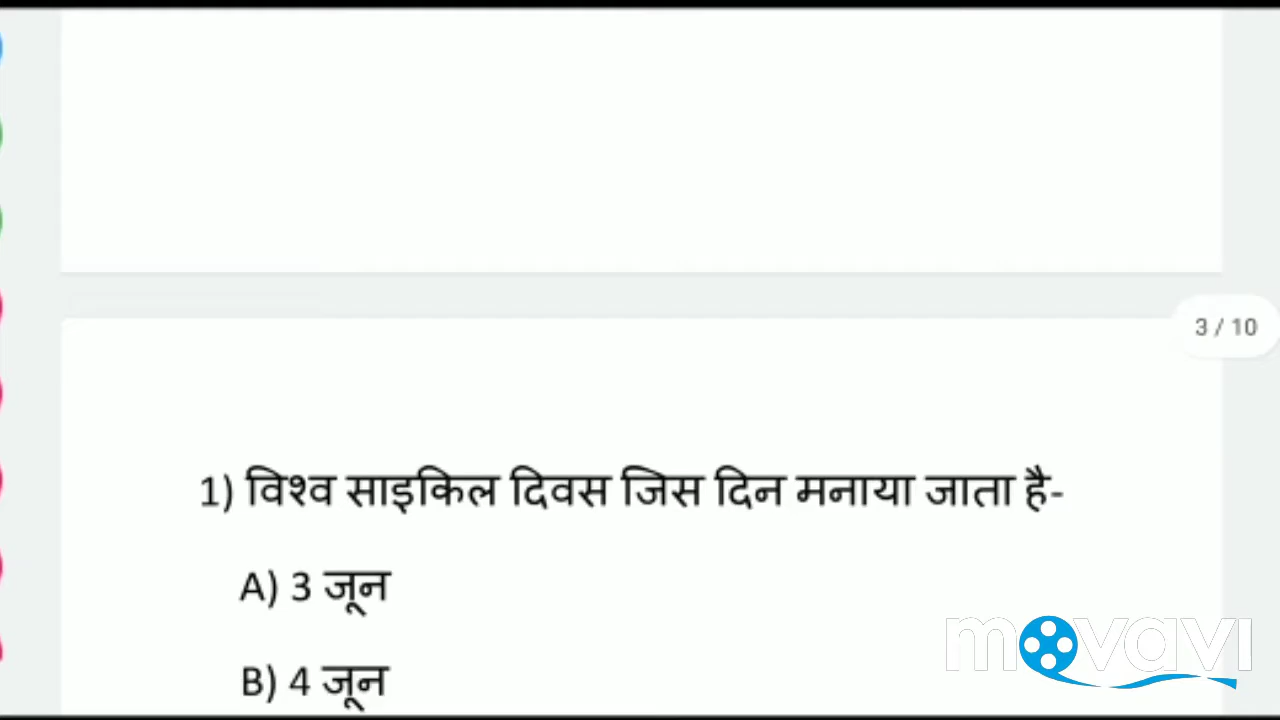 3 / 10
1) विश्व साइकिल दिवस जिस दिन मनाया जाता है-
A) 3 जून
B) 4 जून
movavi